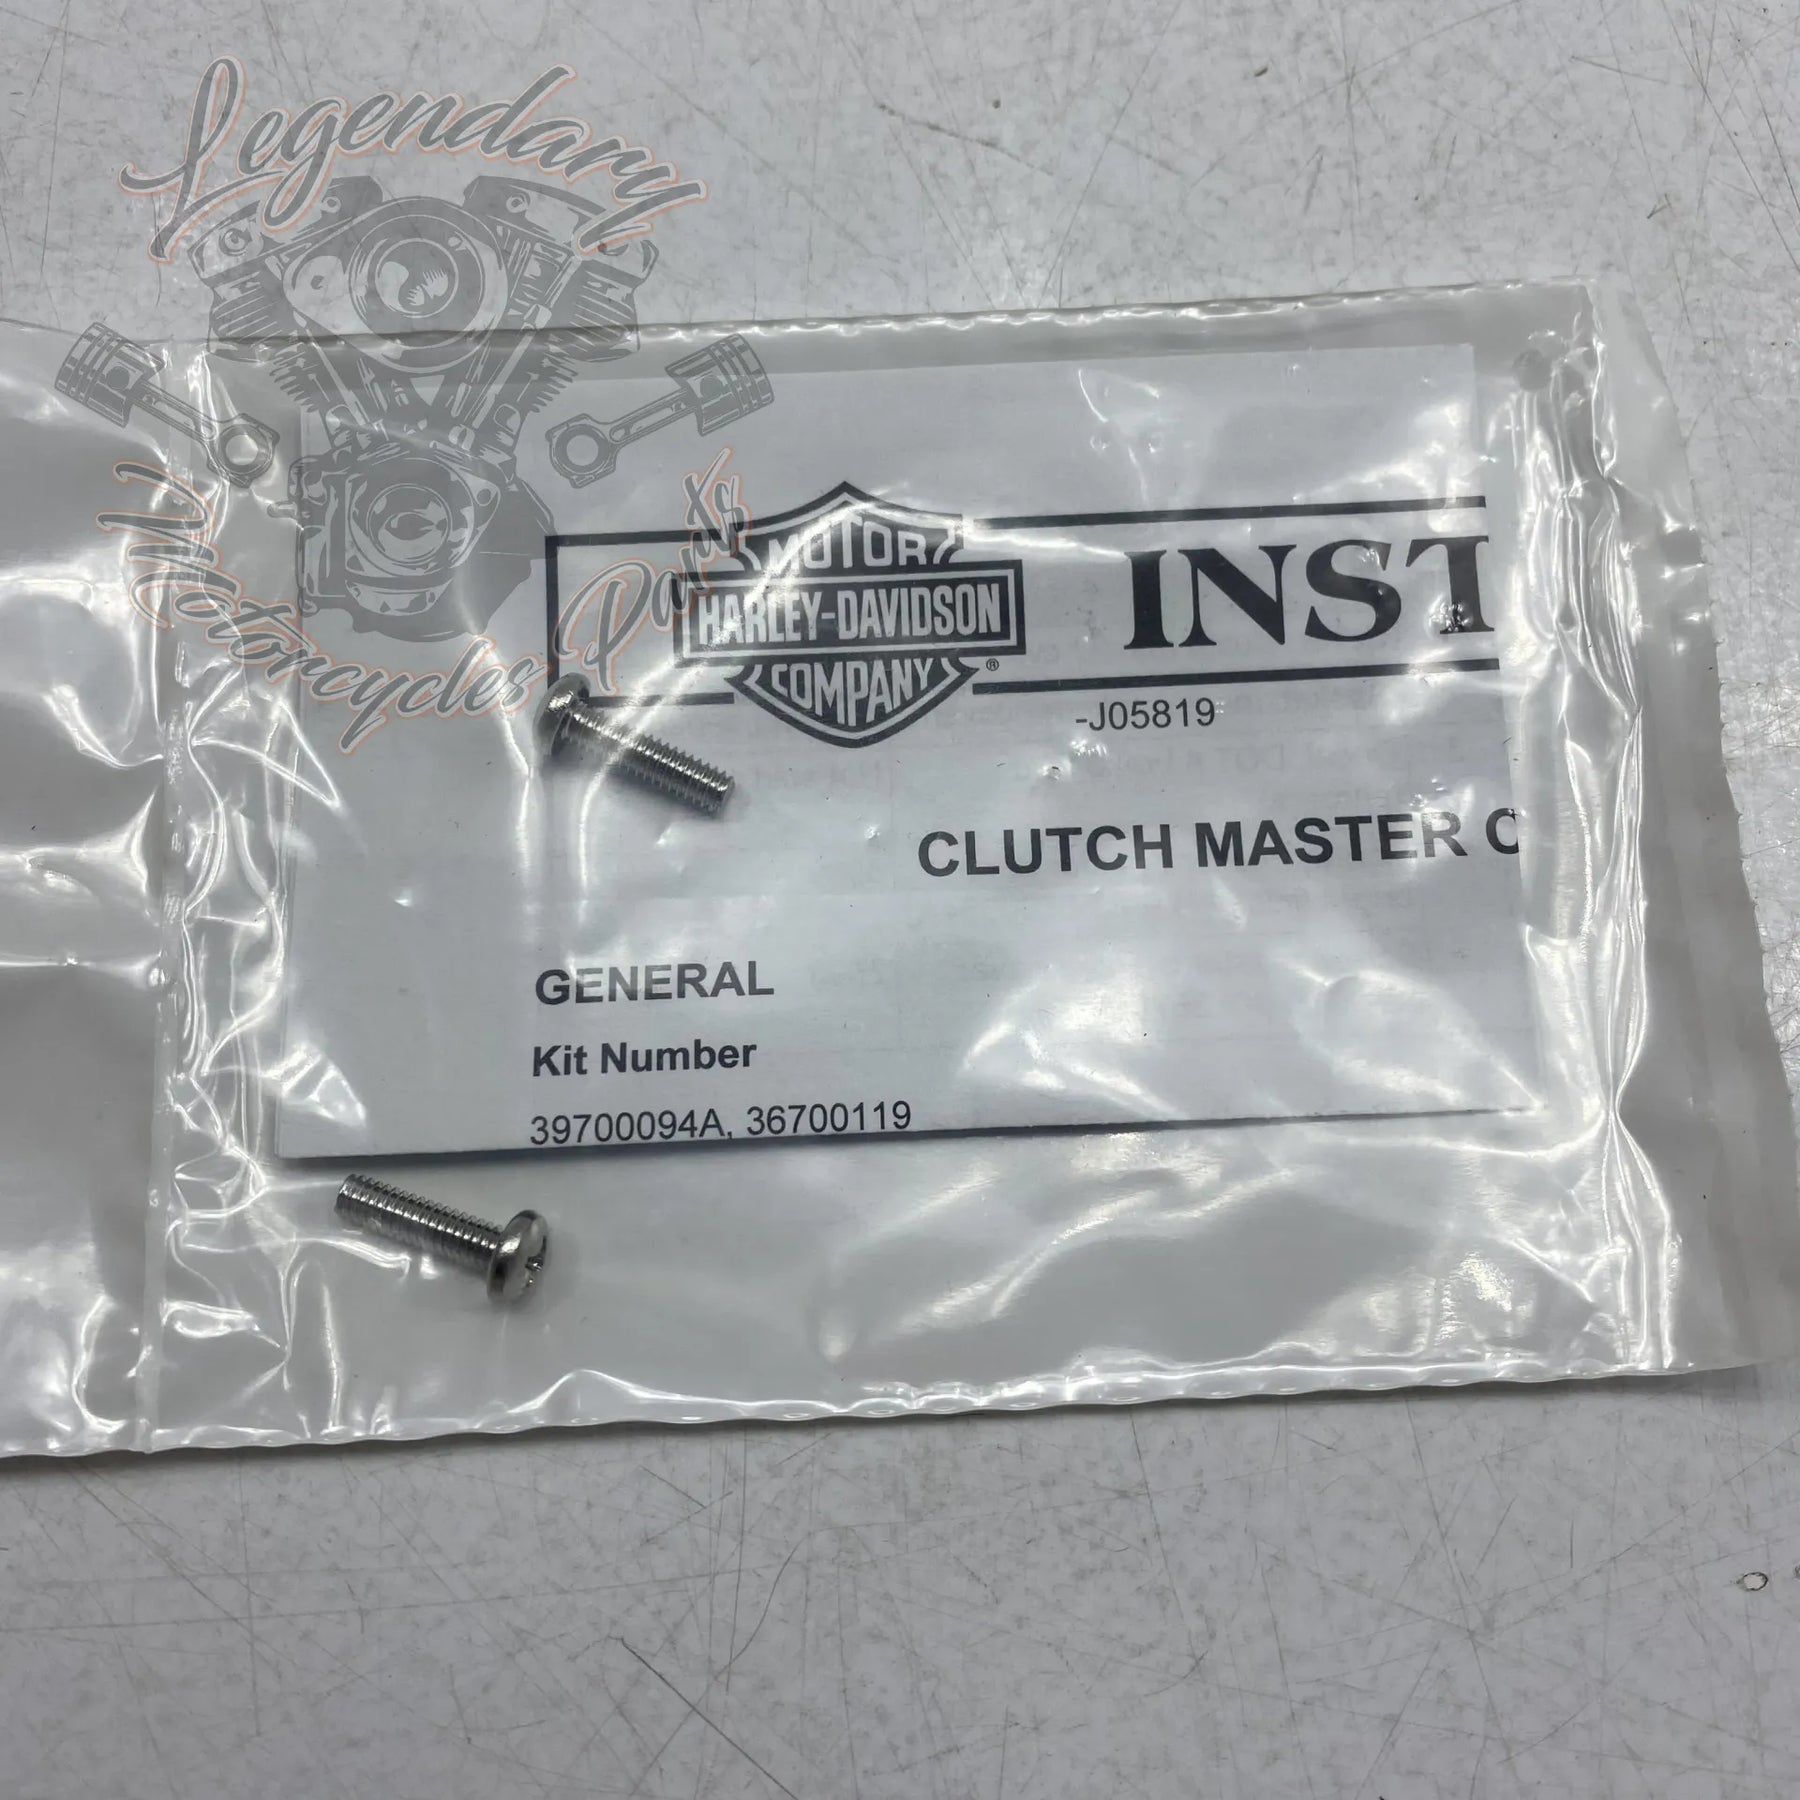 Legendary
Motorcycles Parts
MOTOR
HARLEY-DAVIDSON
COMPANY
®
INST
-J05819
CLUTCH MASTER C
GENERAL
Kit Number
39700094A, 36700119